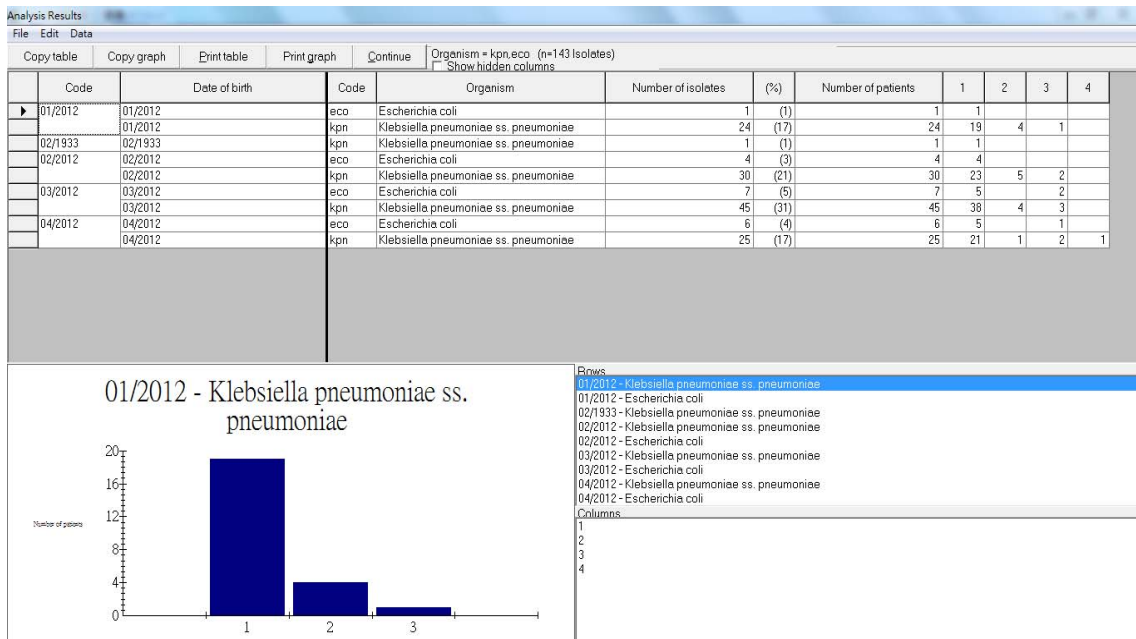 Analysis Results
File Edit Data
Copy table Copy graph Print table Print graph Continue Organism = kpn,eco (n=143 Isolates)
Show hidden columns
Code Date of birth Code Organism Number of isolates (%) Number of patients 1 2 3 4
01/2012 01/2012 eco Escherichia coli 1 (1) 1 1
01/2012 kpn Klebsiella pneumoniae ss. pneumoniae 24 (17) 24 19 4 1
02/1933 02/1933 kpn Klebsiella pneumoniae ss. pneumoniae 1 (1) 1 1
02/2012 02/2012 eco Escherichia coli 4 (3) 4 4
02/2012 kpn Klebsiella pneumoniae ss. pneumoniae 30 (21) 30 23 5 2
03/2012 03/2012 eco Escherichia coli 7 (5) 7 5 2
03/2012 kpn Klebsiella pneumoniae ss. pneumoniae 45 (31) 45 38 4 3
04/2012 04/2012 eco Escherichia coli 6 (4) 6 5 1
04/2012 kpn Klebsiella pneumoniae ss. pneumoniae 25 (17) 25 21 1 2 1
01/2012 - Klebsiella pneumoniae ss.
pneumoniae
20
16
12
8
4
0
Number of patients
1 2 3
Rows
01/2012 - Klebsiella pneumoniae ss. pneumoniae
01/2012 - Escherichia coli
02/1933 - Klebsiella pneumoniae ss. pneumoniae
02/2012 - Klebsiella pneumoniae ss. pneumoniae
02/2012 - Escherichia coli
03/2012 - Klebsiella pneumoniae ss. pneumoniae
03/2012 - Escherichia coli
04/2012 - Klebsiella pneumoniae ss. pneumoniae
04/2012 - Escherichia coli
Columns
1
2
3
4